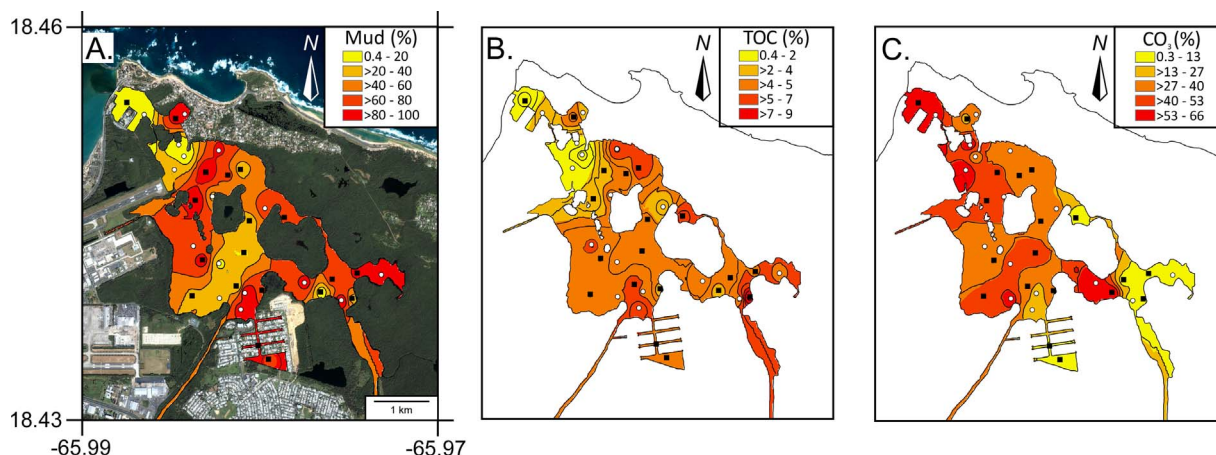 18.46
A.
N
Mud (%)
0.4 - 20
>20 - 40
>40 - 60
>60 - 80
>80 - 100
1 km
18.43
-65.99
-65.97
B.
N
TOC (%)
0.4 - 2
>2 - 4
>4 - 5
>5 - 7
>7 - 9
C.
N
CO₃ (%)
0.3 - 13
>13 - 27
>27 - 40
>40 - 53
>53 - 66